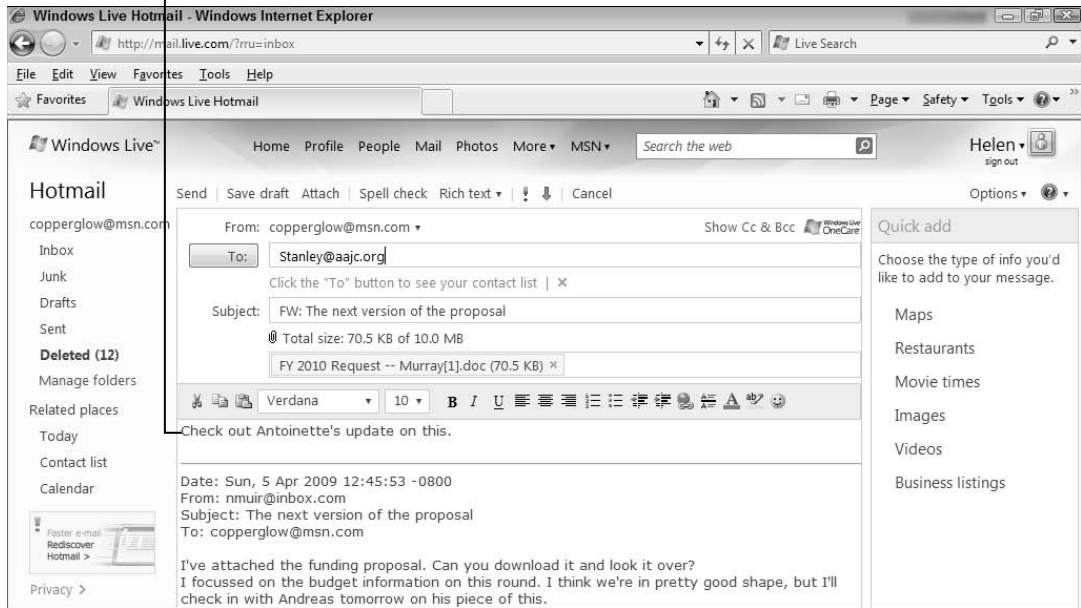 Windows Live Hotmail - Windows Internet Explorer
http://mail.live.com/?rru=inbox
Live Search
File Edit View Favorites Tools Help
Favorites Windows Live Hotmail Page Safety Tools
Windows Live™ Home Profile People Mail Photos More MSN Search the web Helen
sign out
Hotmail Send | Save draft Attach | Spell check Rich text | Cancel Options
copperglow@msn.com
Inbox
Junk
Drafts
Sent
Deleted (12)
Manage folders
Related places
Today
Contact list
Calendar
Faster e-mail
Rediscover
Hotmail >
Privacy >
From: copperglow@msn.com Show Cc & Bcc Windows Live OneCare
To: Stanley@aajc.org
Click the "To" button to see your contact list | ×
Subject: FW: The next version of the proposal
Total size: 70.5 KB of 10.0 MB
FY 2010 Request -- Murray[1].doc (70.5 KB) ×
Verdana 10 B I U
Check out Antoinette's update on this.
Date: Sun, 5 Apr 2009 12:45:53 -0800
From: nmuir@inbox.com
Subject: The next version of the proposal
To: copperglow@msn.com
I've attached the funding proposal. Can you download it and look it over?
I focussed on the budget information on this round. I think we're in pretty good shape, but I'll
check in with Andreas tomorrow on his piece of this.
Quick add
Choose the type of info you'd
like to add to your message.
Maps
Restaurants
Movie times
Images
Videos
Business listings